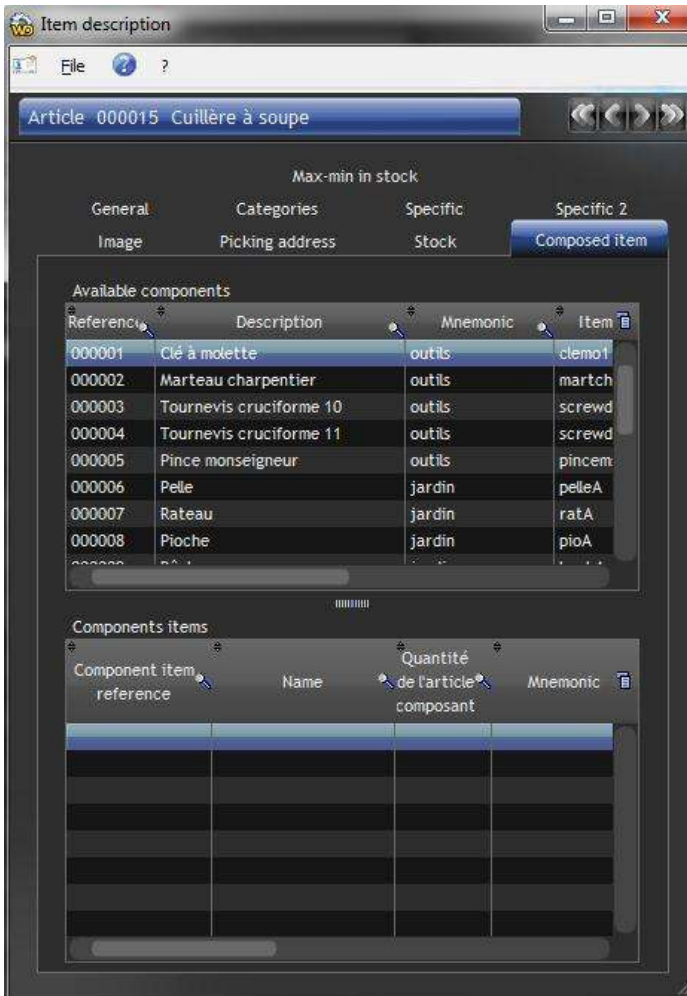 Item description
File ?
Article 000015 Cuillère à soupe
Max-min in stock
General Categories Specific Specific 2
Image Picking address Stock Composed item
Available components
Reference Description Mnemonic Item
000001 Clé à molette outils clemo1
000002 Marteau charpentier outils martch
000003 Tournevis cruciforme 10 outils screwd
000004 Tournevis cruciforme 11 outils screwd
000005 Pince monseigneur outils pincem
000006 Pelle jardin pelleA
000007 Rateau jardin ratA
000008 Pioche jardin pioA
Components items
Component item reference Name Quantité de l'article composant Mnemonic